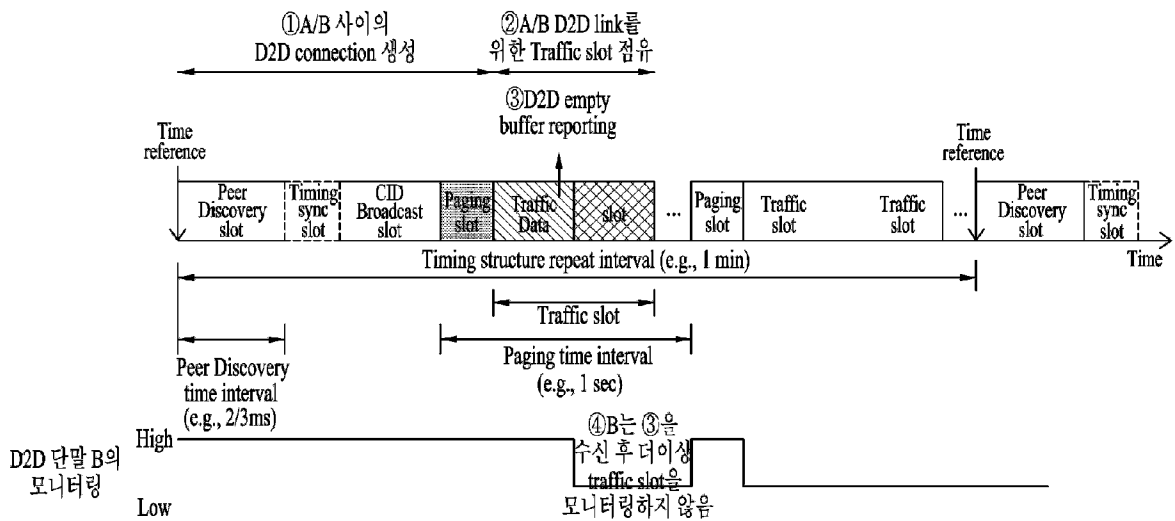 ①A/B 사이의
D2D connection 생성
②A/B D2D link를
위한 Traffic slot 점유
③D2D empty
buffer reporting
Time
reference
Time
reference
Peer
Discovery
slot
Timing
sync
slot
CID
Broadcast
slot
Paging
slot
Traffic
Data
slot
...
Paging
slot
Traffic
slot
Traffic
slot
...
Peer
Discovery
slot
Timing
sync
slot
Timing structure repeat interval (e.g., 1 min)
Time
Traffic slot
Paging time interval
(e.g., 1 sec)
Peer Discovery
time interval
(e.g., 2/3ms)
D2D 단말 B의
모니터링
High
Low
④B는 ③을
수신 후 더이상
traffic slot을
모니터링하지 않음